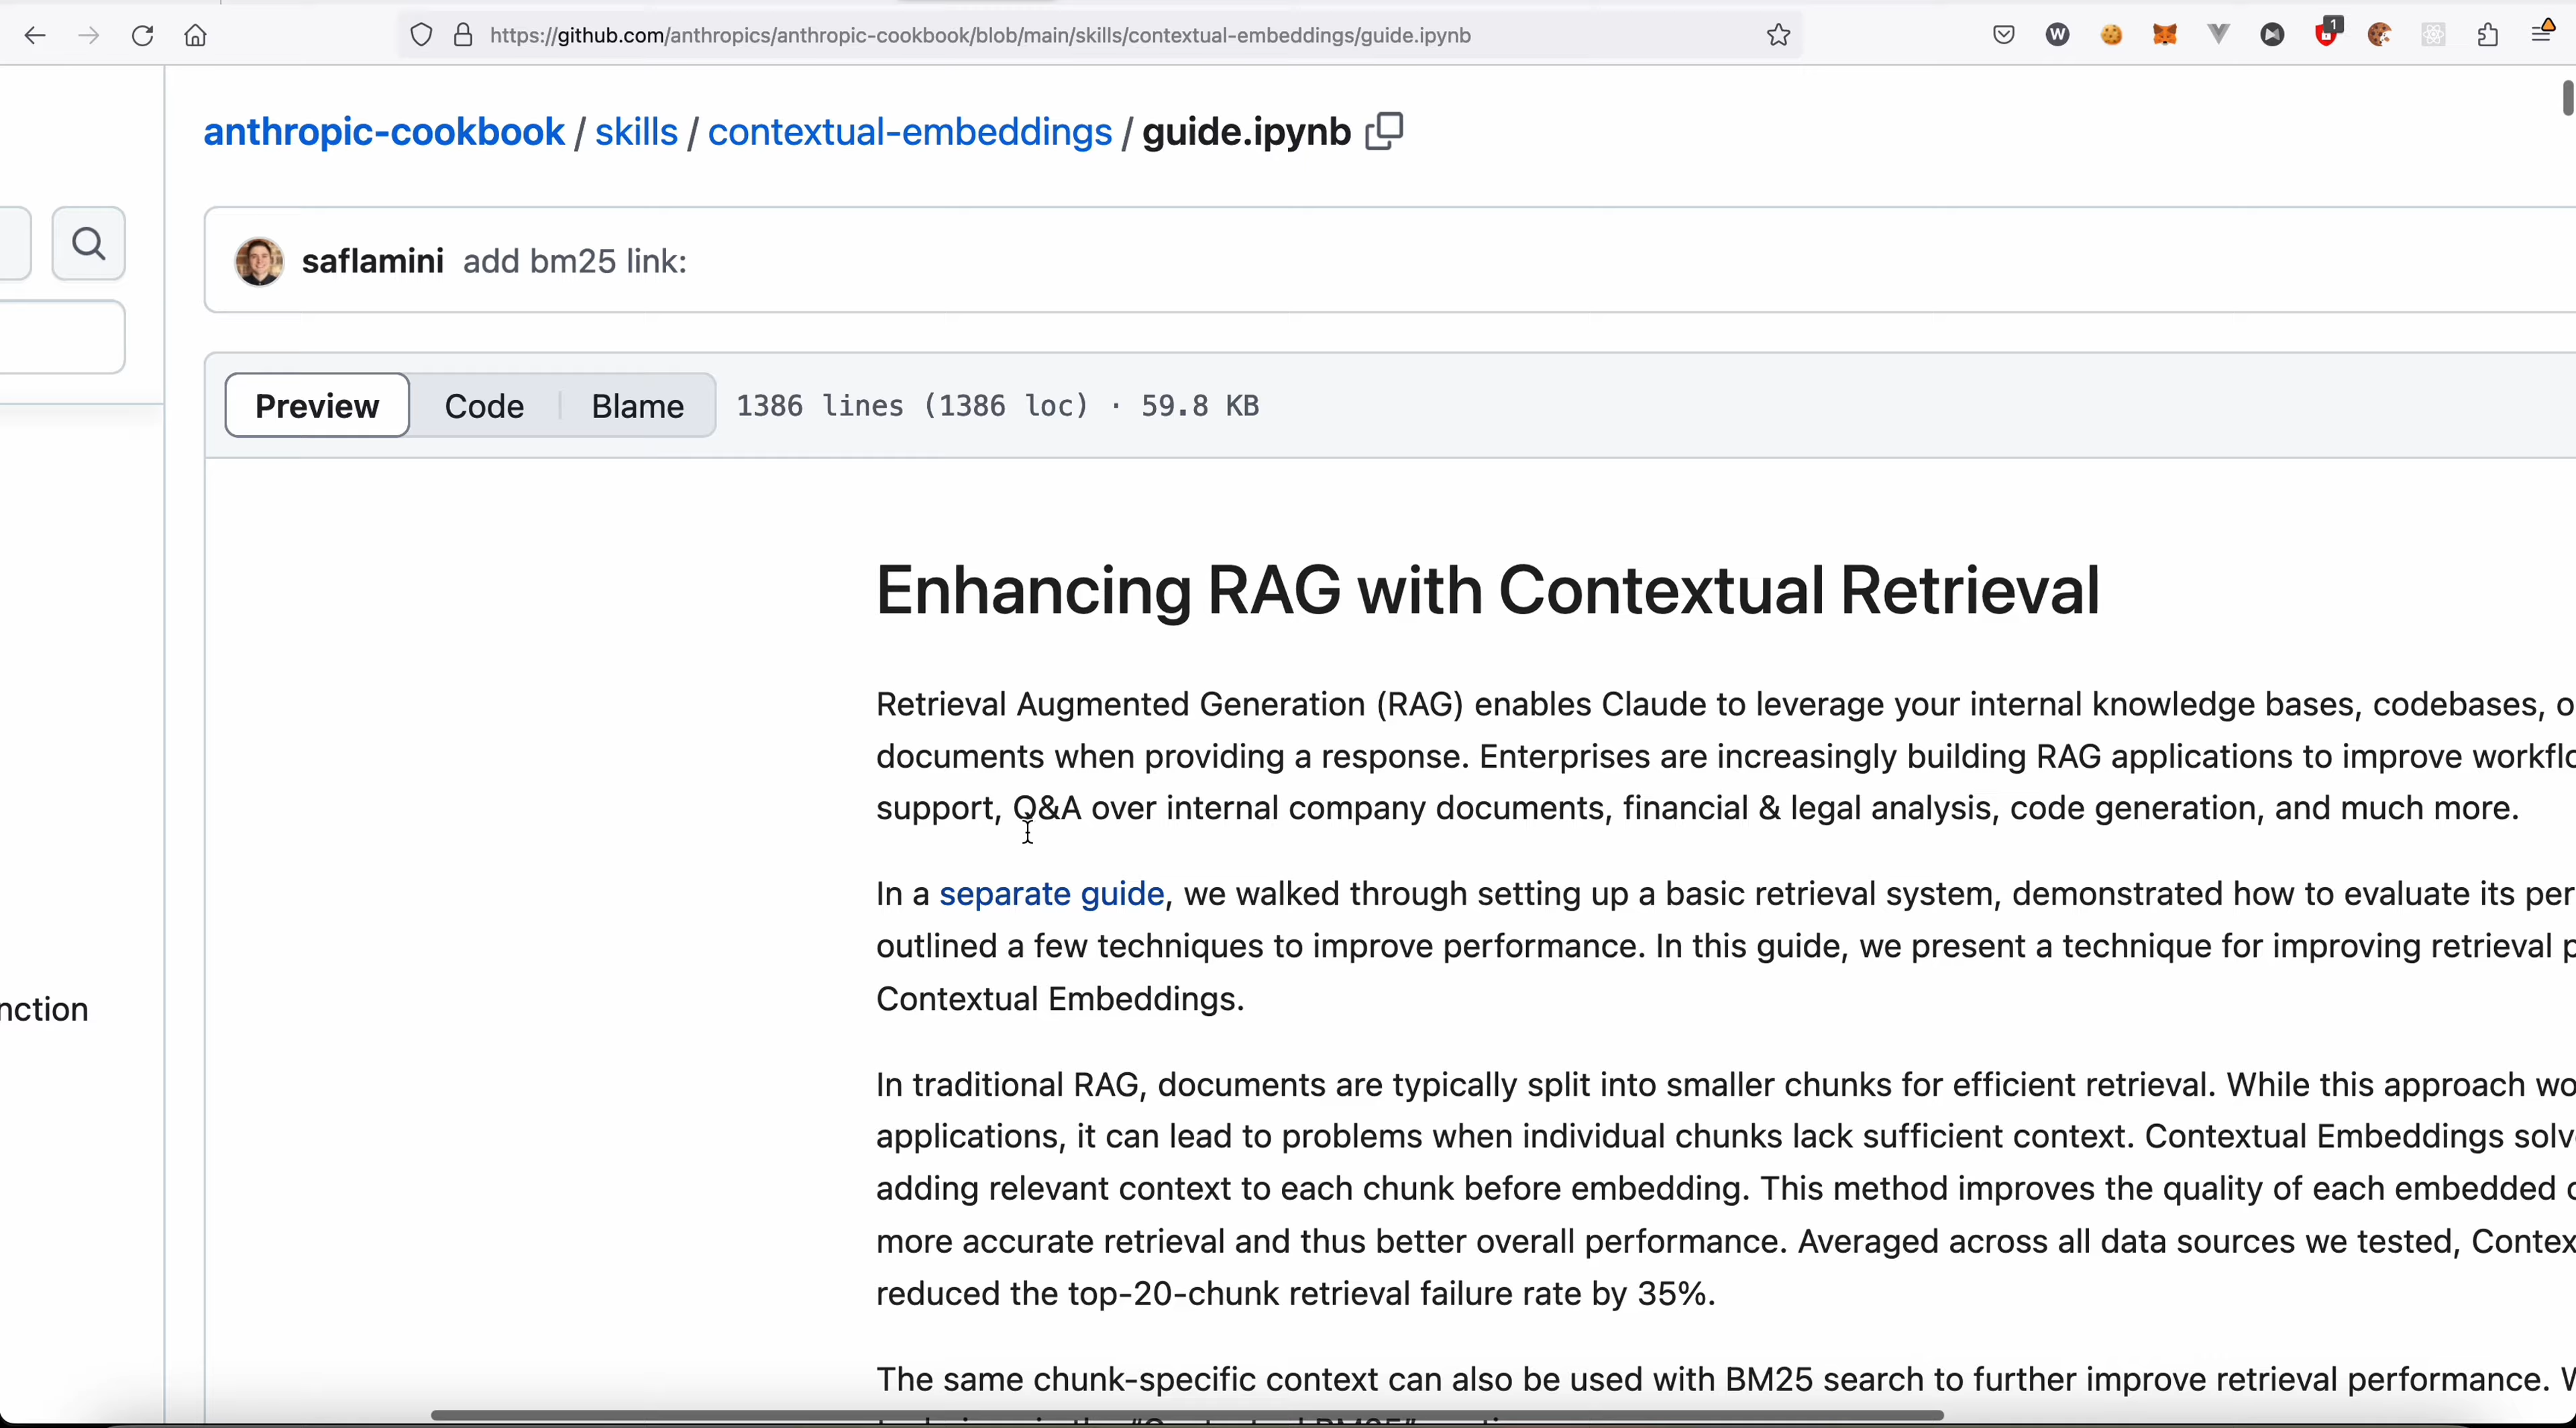 https://github.com/anthropics/anthropic-cookbook/blob/main/skills/contextual-embeddings/guide.ipynb
1
anthropic-cookbook / skills / contextual-embeddings / guide.ipynb
saflamini add bm25 link:
Preview Code Blame 1386 lines (1386 loc) · 59.8 KB
Enhancing RAG with Contextual Retrieval
Retrieval Augmented Generation (RAG) enables Claude to leverage your internal knowledge bases, codebases, o
documents when providing a response. Enterprises are increasingly building RAG applications to improve workflo
support, Q&A over internal company documents, financial & legal analysis, code generation, and much more.
In a separate guide, we walked through setting up a basic retrieval system, demonstrated how to evaluate its per
outlined a few techniques to improve performance. In this guide, we present a technique for improving retrieval p
Contextual Embeddings.
nction
In traditional RAG, documents are typically split into smaller chunks for efficient retrieval. While this approach wo
applications, it can lead to problems when individual chunks lack sufficient context. Contextual Embeddings solv
adding relevant context to each chunk before embedding. This method improves the quality of each embedded c
more accurate retrieval and thus better overall performance. Averaged across all data sources we tested, Contex
reduced the top-20-chunk retrieval failure rate by 35%.
The same chunk-specific context can also be used with BM25 search to further improve retrieval performance. W